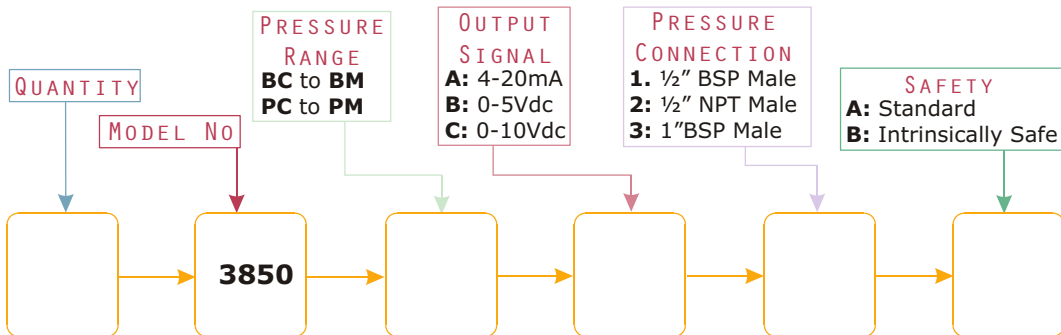 QUANTITY
MODEL NO
PRESSURE
RANGE
BC to BM
PC to PM
OUTPUT
SIGNAL
A: 4-20mA
B: 0-5Vdc
C: 0-10Vdc
PRESSURE
CONNECTION
1. ½” BSP Male
2: ½” NPT Male
3: 1”BSP Male
SAFETY
A: Standard
B: Intrinsically Safe
3850